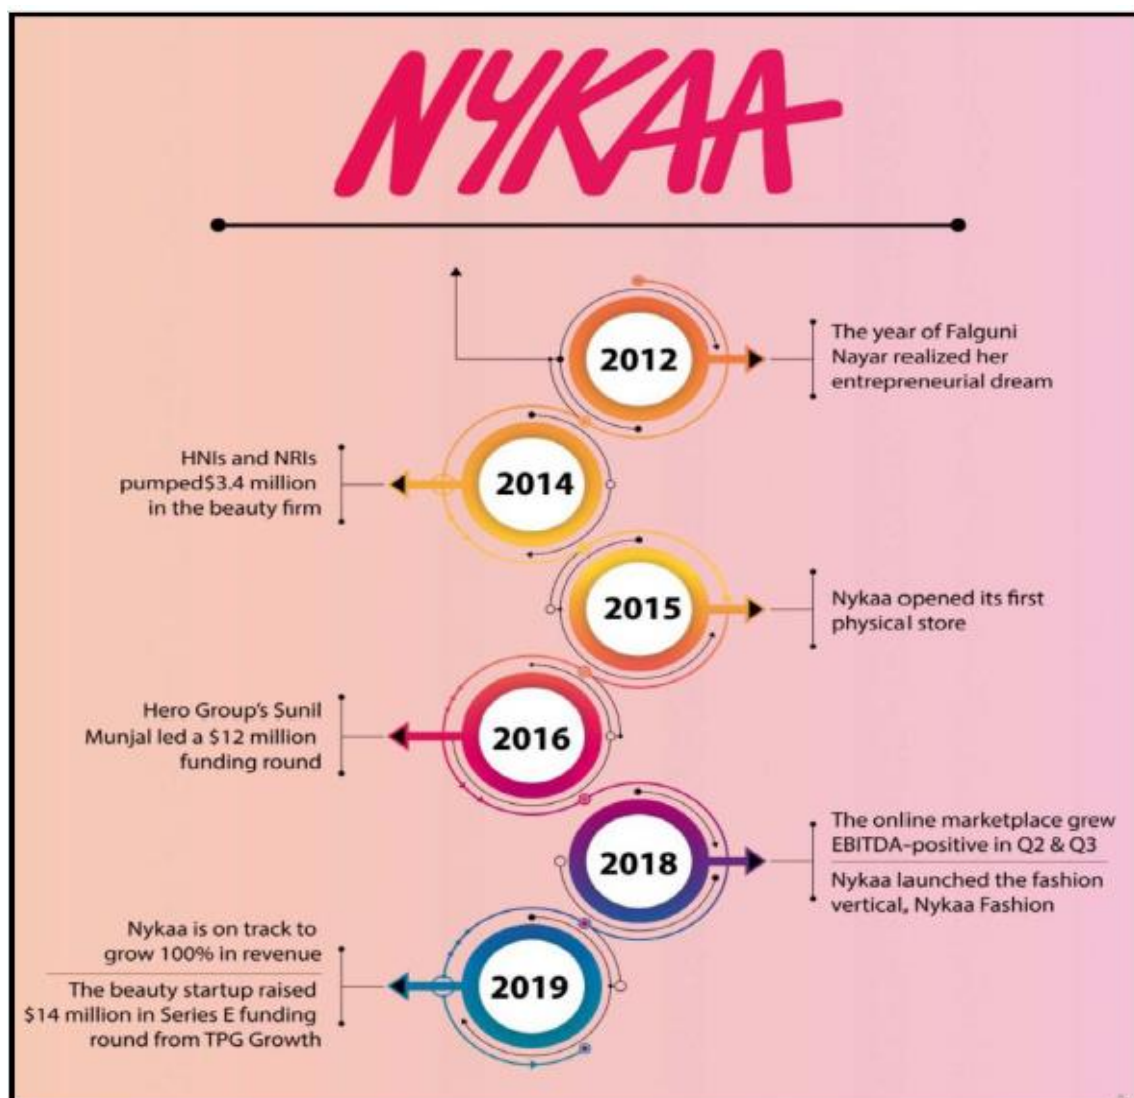 NYKAA
2012
The year of Falguni
Nayar realized her
entrepreneurial dream
2014
HNIs and NRIs
pumped$3.4 million
in the beauty firm
2015
Nykaa opened its first
physical store
2016
Hero Group's Sunil
Munjal led a $12 million
funding round
2018
The online marketplace grew
EBITDA-positive in Q2 & Q3
Nykaa launched the fashion
vertical, Nykaa Fashion
2019
Nykaa is on track to
grow 100% in revenue
The beauty startup raised
$14 million in Series E funding
round from TPG Growth